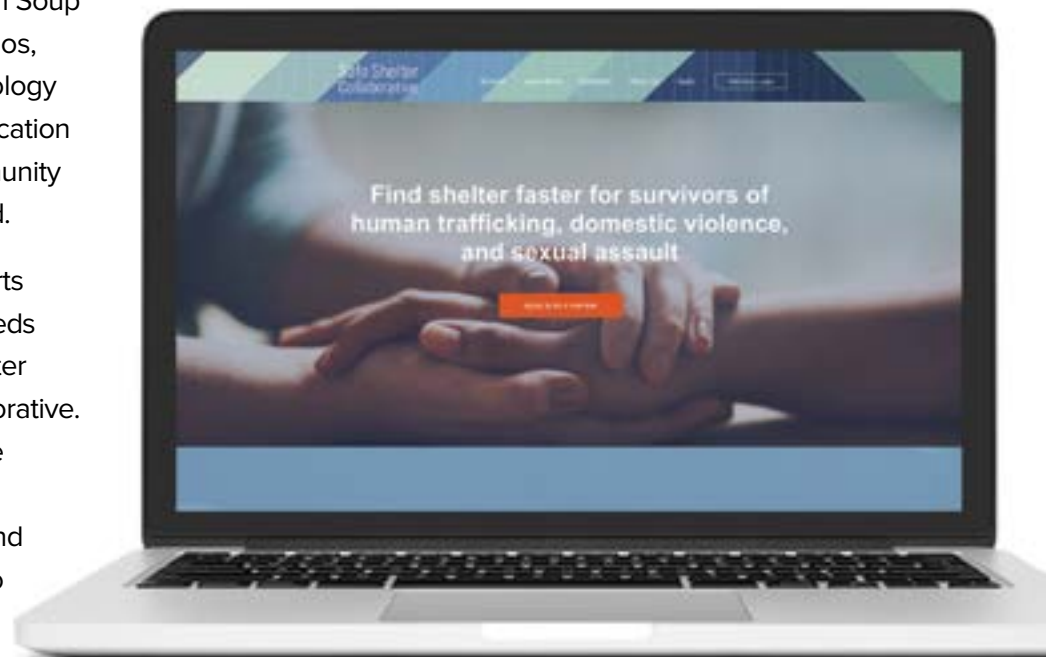 Soup
os,
ology
cation
unity
d.
rts
eds
ter
orative.
e
nd
o
Safe Shelter
Collaborative
Find shelter faster for survivors of
human trafficking, domestic violence,
and sexual assault